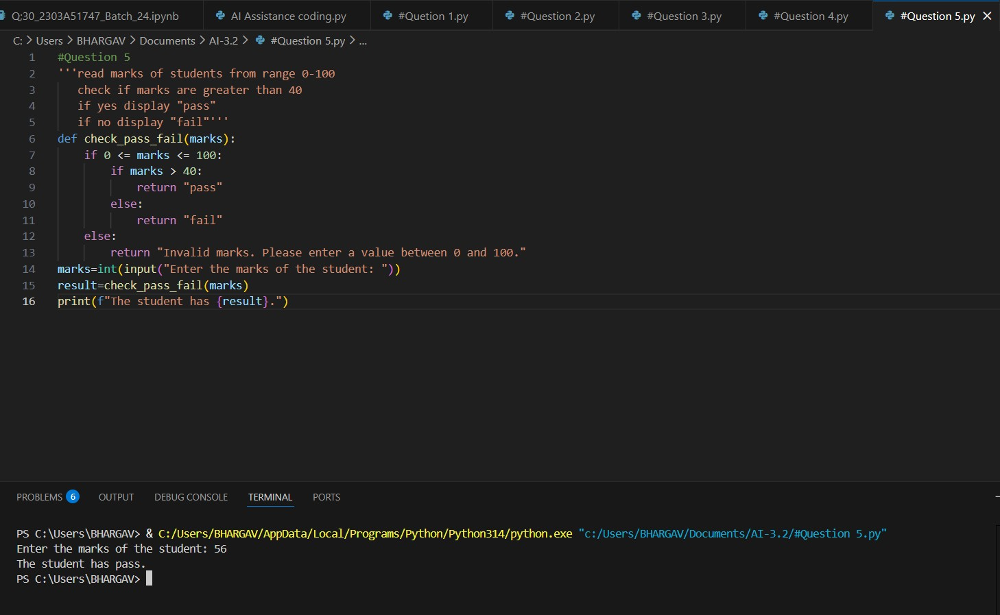 Q;30_2303A51747_Batch_24.ipynb AI Assistance coding.py #Quetion 1.py #Question 2.py #Question 3.py #Question 4.py #Question 5.py
C: > Users > BHARGAV > Documents > AI-3.2 > #Question 5.py > ...
1 #Question 5
2 '''read marks of students from range 0-100
3 check if marks are greater than 40
4 if yes display "pass"
5 if no display "fail"'''
6 def check_pass_fail(marks):
7 if 0 <= marks <= 100:
8 if marks > 40:
9 return "pass"
10 else:
11 return "fail"
12 else:
13 return "Invalid marks. Please enter a value between 0 and 100."
14 marks=int(input("Enter the marks of the student: "))
15 result=check_pass_fail(marks)
16 print(f"The student has {result}.")
PROBLEMS 6 OUTPUT DEBUG CONSOLE TERMINAL PORTS
PS C:\Users\BHARGAV> & C:/Users/BHARGAV/AppData/Local/Programs/Python/Python314/python.exe "c:/Users/BHARGAV/Documents/AI-3.2/#Question 5.py"
Enter the marks of the student: 56
The student has pass.
PS C:\Users\BHARGAV>